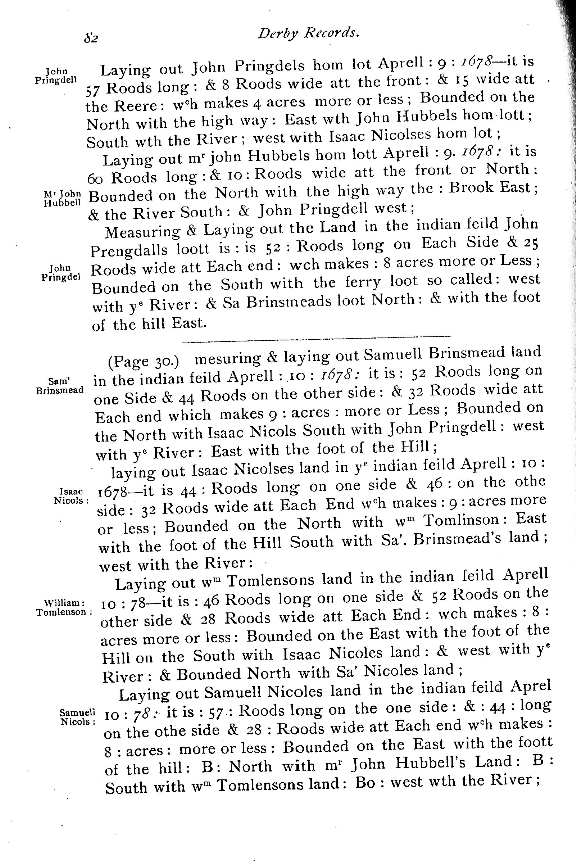 82
Derby Records.
John
Pringdell
Laying out John Pringdels hom lot Aprell : 9 : 1678—it is
57 Roods long : & 8 Roods wide att the front : & 15 wide att
the Reere : wᶜh makes 4 acres more or less ; Bounded on the
North with the high way : East wth John Hubbels hom lott ;
South wth the River ; west with Isaac Nicolses hom lot ;
Laying out mʳ john Hubbels hom lott Aprell : 9. 1678 : it is
60 Roods long : & 10 : Roods wide att the front or North :
Mʳ John
Hubbell
Bounded on the North with the high way the : Brook East ;
& the River South : & John Pringdell west ;
Measuring & Laying out the Land in the indian feild John
Prengdalls loott is : is 52 : Roods long on Each Side & 25
John
Pringdel
Roods wide att Each end : wch makes : 8 acres more or Less ;
Bounded on the South with the ferry loot so called : west
with yᵉ River : & Sa Brinsmeads loot North : & with the foot
of the hill East.
(Page 30.) mesuring & laying out Samuell Brinsmead land
Samˡ
Brinsmead
in the indian feild Aprell : 10 : 1678 : it is : 52 Roods long on
one Side & 44 Roods on the other side : & 32 Roods wide att
Each end which makes 9 : acres : more or Less ; Bounded on
the North with Isaac Nicols South with John Pringdell : west
with yᵉ River : East with the foot of the Hill ;
laying out Isaac Nicolses land in yᵉ indian feild Aprell : 10 :
Isaac
Nicols :
1678—it is 44 : Roods long on one side & 46 : on the othe
side : 32 Roods wide att Each End wᶜh makes : 9 : acres more
or less ; Bounded on the North with wᵐ Tomlinson : East
with the foot of the Hill South with Sa'. Brinsmead's land ;
west with the River :
Laying out wᵐ Tomlensons land in the indian feild Aprell
William :
Tomlenson :
10 : 78—it is : 46 Roods long on one side & 52 Roods on the
other side & 28 Roods wide att Each End : wch makes : 8 :
acres more or less : Bounded on the East with the foot of the
Hill on the South with Isaac Nicoles land : & west with yᵉ
River : & Bounded North with Sa' Nicoles land ;
Laying out Samuell Nicoles land in the indian feild Aprel
Samuell
Nicols :
10 : 78 : it is : 57 : Roods long on the one side : & : 44 : long
on the othe side & 28 : Roods wide att Each end wᶜh makes :
8 : acres : more or less : Bounded on the East with the foott
of the hill : B : North with mʳ John Hubbell's Land : B :
South with wᵐ Tomlensons land : Bo : west wth the River ;